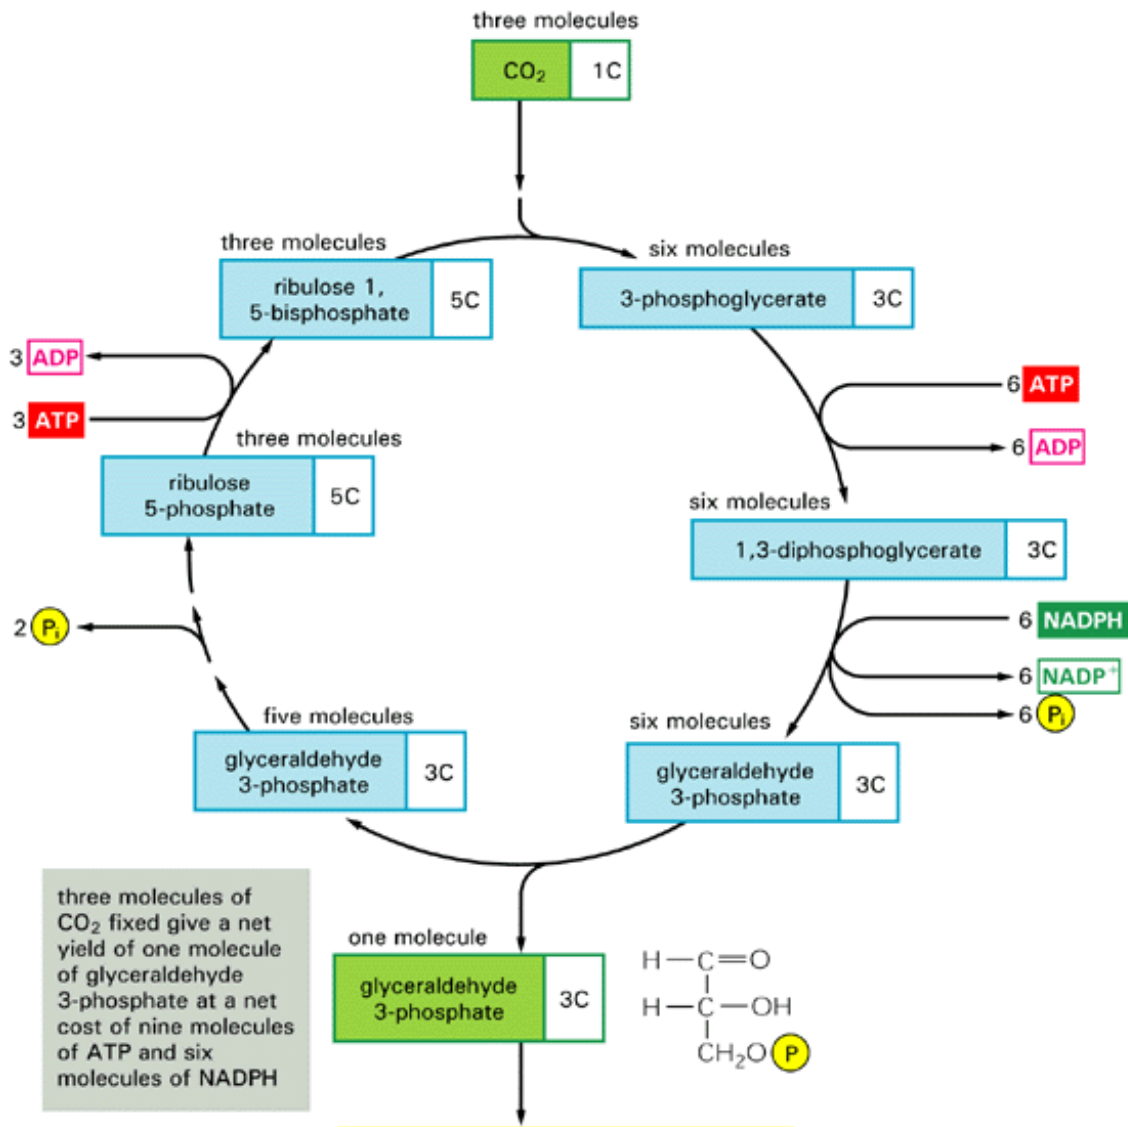 three molecules
CO₂ 1C
three molecules
ribulose 1,
5-bisphosphate
5C
six molecules
3-phosphoglycerate 3C
3 ADP
3 ATP
6 ATP
6 ADP
three molecules
ribulose
5-phosphate
5C
six molecules
1,3-diphosphoglycerate 3C
2 Pi
6 NADPH
6 NADP⁺
6 Pi
five molecules
glyceraldehyde
3-phosphate
3C
six molecules
glyceraldehyde
3-phosphate
3C
three molecules of
CO₂ fixed give a net
yield of one molecule
of glyceraldehyde
3-phosphate at a net
cost of nine molecules
of ATP and six
molecules of NADPH
one molecule
glyceraldehyde
3-phosphate
3C
H—C=O
H—C—OH
CH₂O P